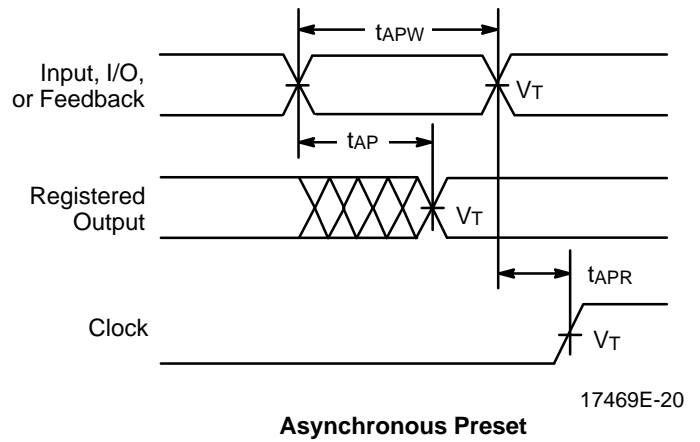 tAPW
Input, I/O,
or Feedback
VT
tAP
Registered
Output
VT
tAPR
Clock
VT
17469E-20
Asynchronous Preset